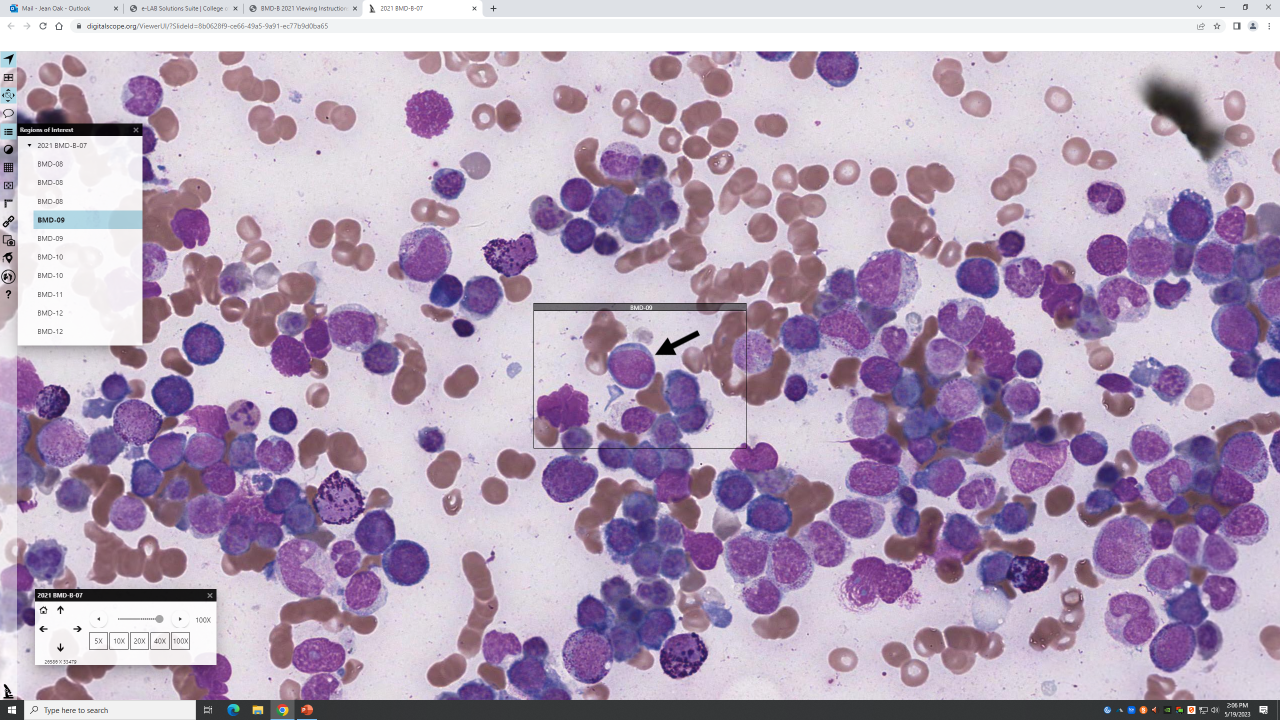 Mail - Jean Oak - Outlook
e-LAB Solutions Suite | College o
BMD-B 2021 Viewing Instruction
2021 BMD-B-07
digitalscope.org/ViewerUI/?SlideId=8b0628f9-ce66-49a5-9a91-ec77b9d0ba65
Regions of Interest
2021 BMD-B-07
BMD-08
BMD-08
BMD-08
BMD-09
BMD-09
BMD-10
BMD-10
BMD-11
BMD-12
BMD-12
BMD-09
2021 BMD-B-07
100X
5X 10X 20X 40X 100X
Type here to search
2:06 PM
5/19/2023